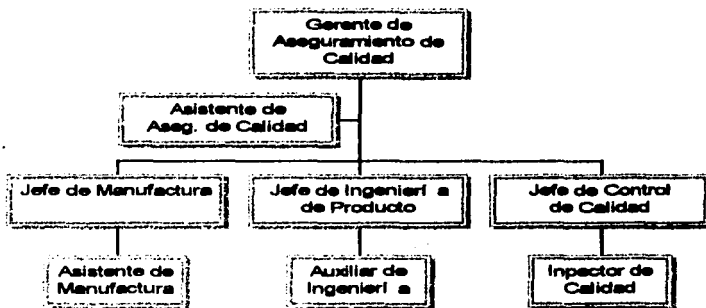 Gerente de
Aseguramiento de
Calidad
Asistente de
Aseg. de Calidad
Jefe de Manufactura
Jefe de Ingenierí a
de Producto
Jefe de Control
de Calidad
Asistente de
Manufactura
Auxiliar de
Ingenierí a
Inpector de
Calidad